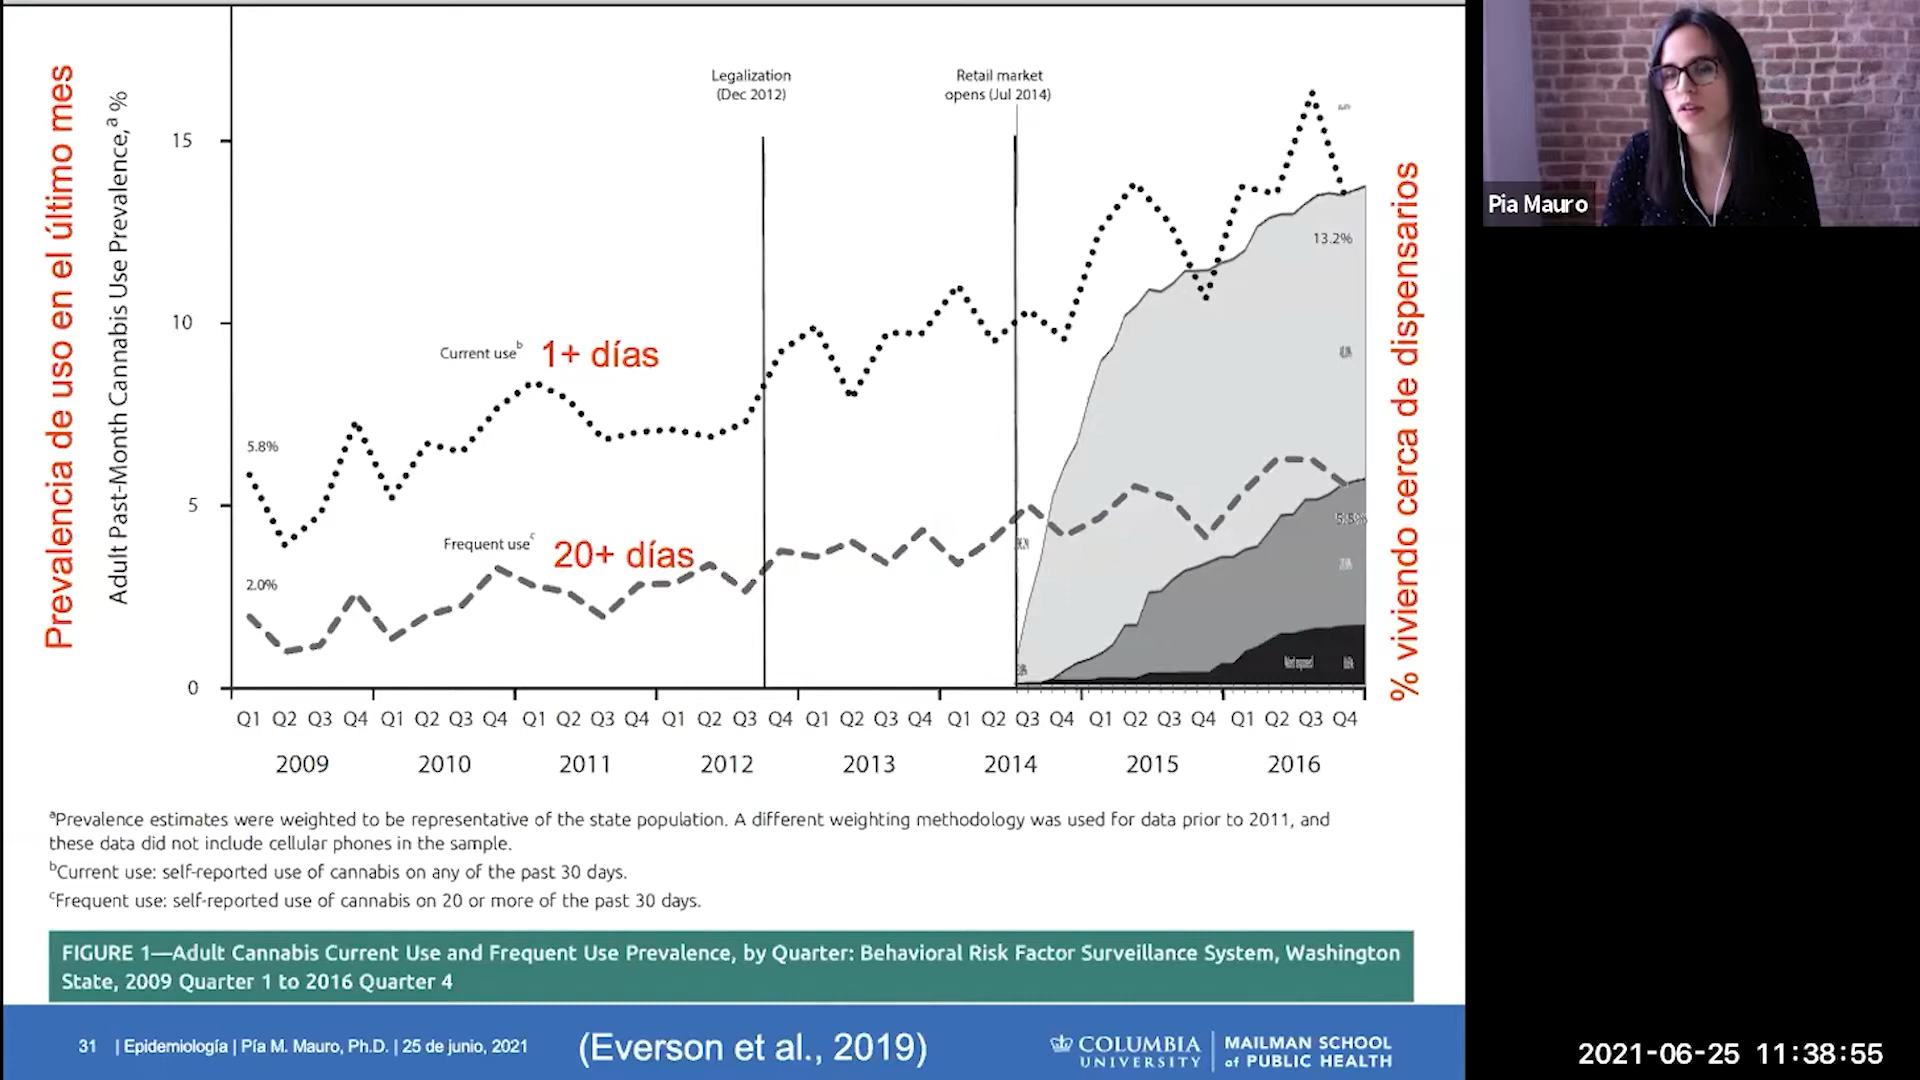 Prevalencia de uso en el último mes
Adult Past-Month Cannabis Use Prevalence,a %
Legalization
(Dec 2012)
Retail market
opens (Jul 2014)
15
10
5
0
Current useb
1+ días
Frequent usec
20+ días
5.8%
2.0%
13.2%
5.5%
% viviendo cerca de dispensarios
Q1 Q2 Q3 Q4 Q1 Q2 Q3 Q4 Q1 Q2 Q3 Q4 Q1 Q2 Q3 Q1 Q2 Q3 Q4 Q1 Q2 Q3 Q4 Q1 Q2 Q3 Q4 Q1 Q2 Q3 Q4
2009 2010 2011 2012 2013 2014 2015 2016
aPrevalence estimates were weighted to be representative of the state population. A different weighting methodology was used for data prior to 2011, and
these data did not include cellular phones in the sample.
bCurrent use: self-reported use of cannabis on any of the past 30 days.
cFrequent use: self-reported use of cannabis on 20 or more of the past 30 days.
FIGURE 1—Adult Cannabis Current Use and Frequent Use Prevalence, by Quarter: Behavioral Risk Factor Surveillance System, Washington
State, 2009 Quarter 1 to 2016 Quarter 4
31 | Epidemiología | Pía M. Mauro, Ph.D. | 25 de junio, 2021
(Everson et al., 2019)
COLUMBIA
UNIVERSITY
MAILMAN SCHOOL
of PUBLIC HEALTH
Pia Mauro
2021-06-25 11:38:55